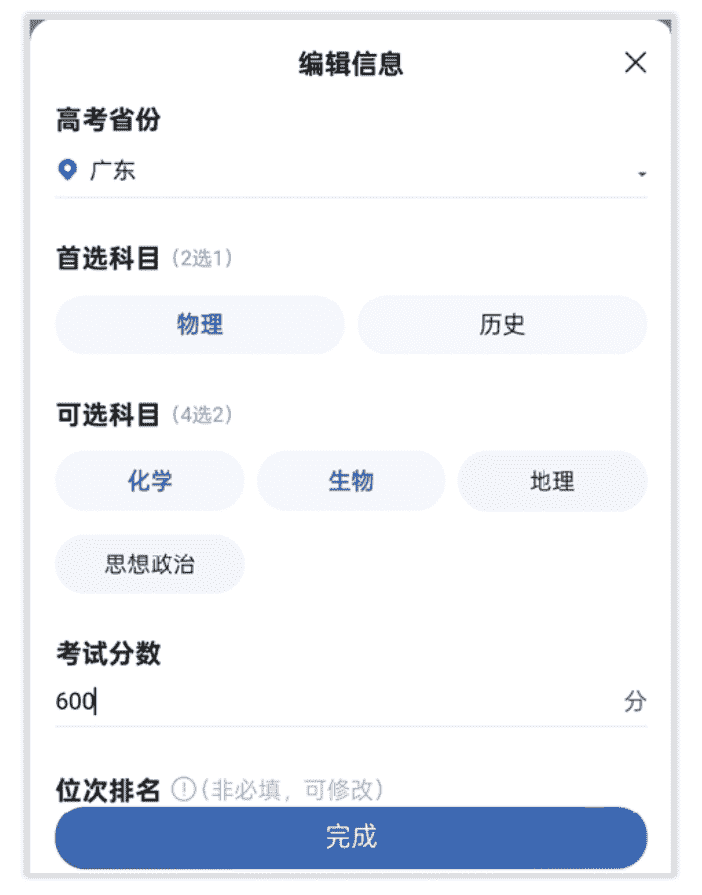 编辑信息
高考省份
广东
首选科目（2选1）
物理 历史
可选科目（4选2）
化学 生物 地理
思想政治
考试分数
600 分
位次排名 (非必填，可修改)
完成